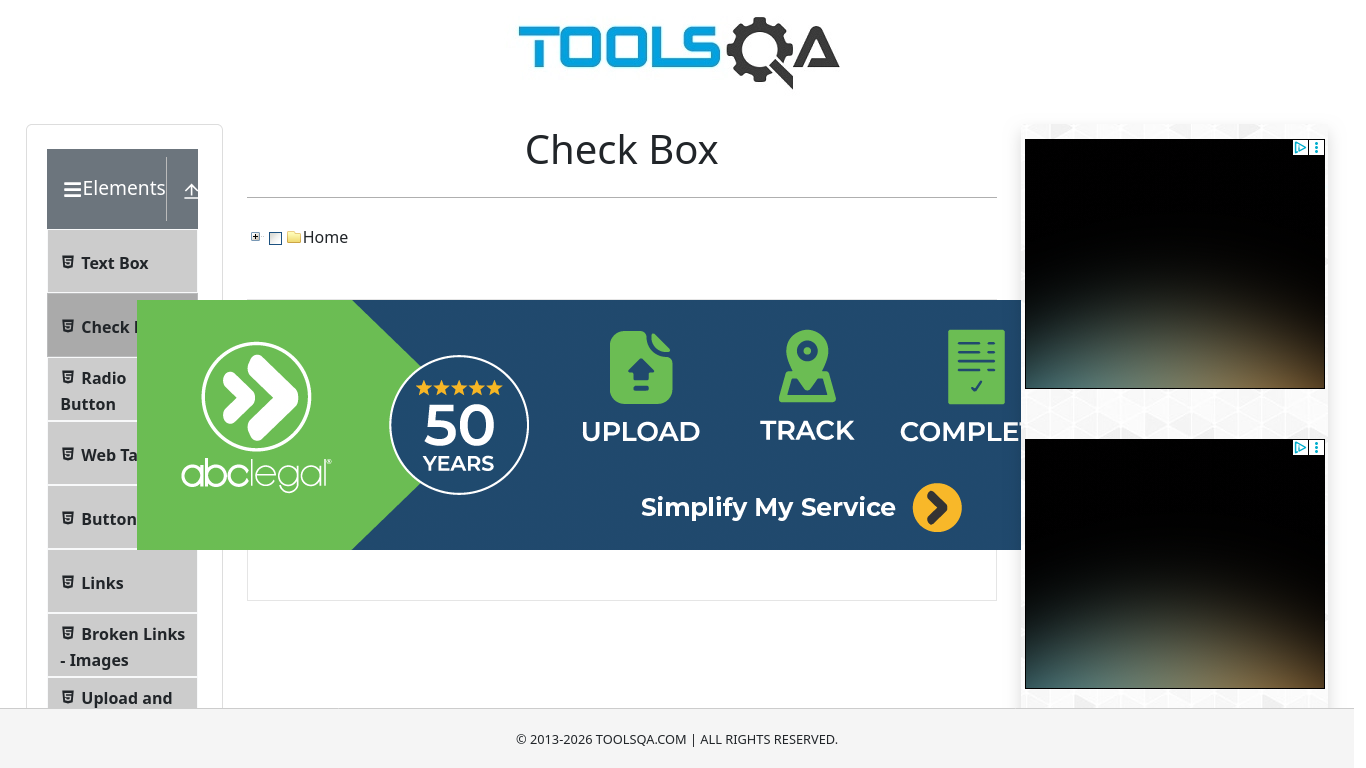 TOOLSQA
Check Box
Elements
Text Box
Check
Radio
Button
Web Ta
Button
Links
Broken Links
- Images
Upload and
Home
abclegal®
50
YEARS
UPLOAD
TRACK
COMPLET
Simplify My Service
© 2013-2026 TOOLSQA.COM | ALL RIGHTS RESERVED.